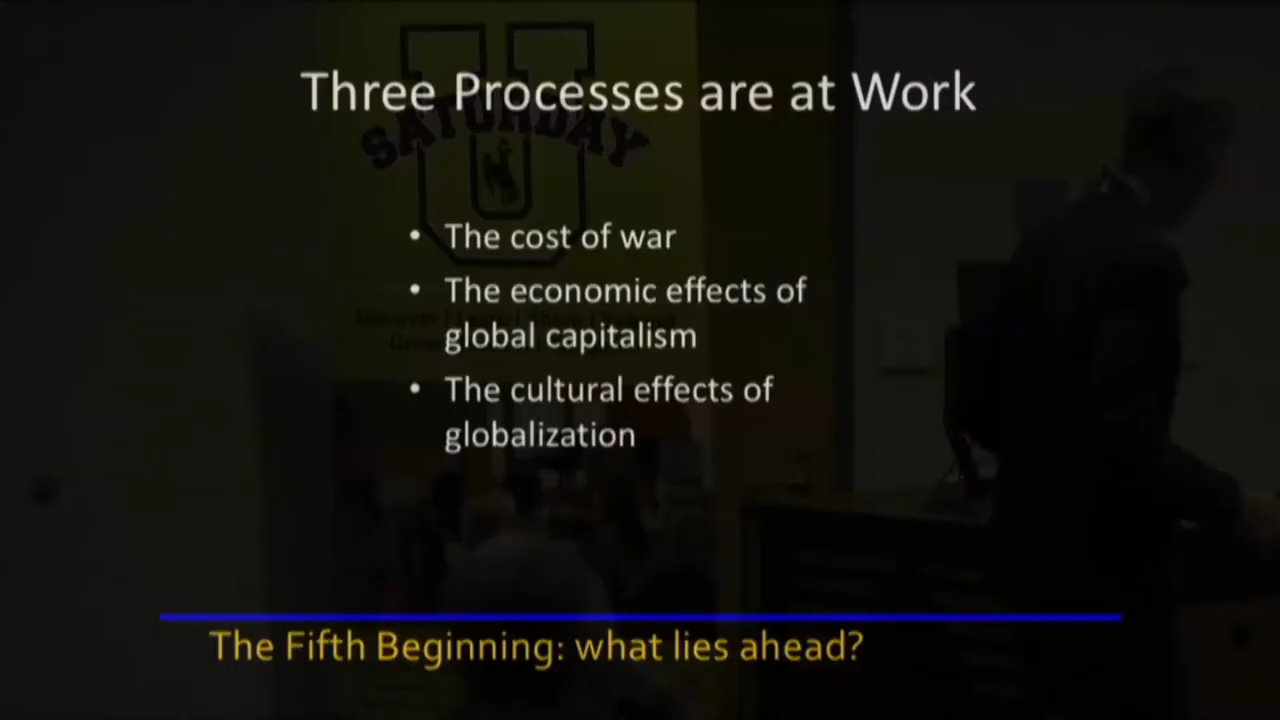 Three Processes are at Work
SATURDAY
U
• The cost of war
• The economic effects of
global capitalism
• The cultural effects of
globalization
The Fifth Beginning: what lies ahead?